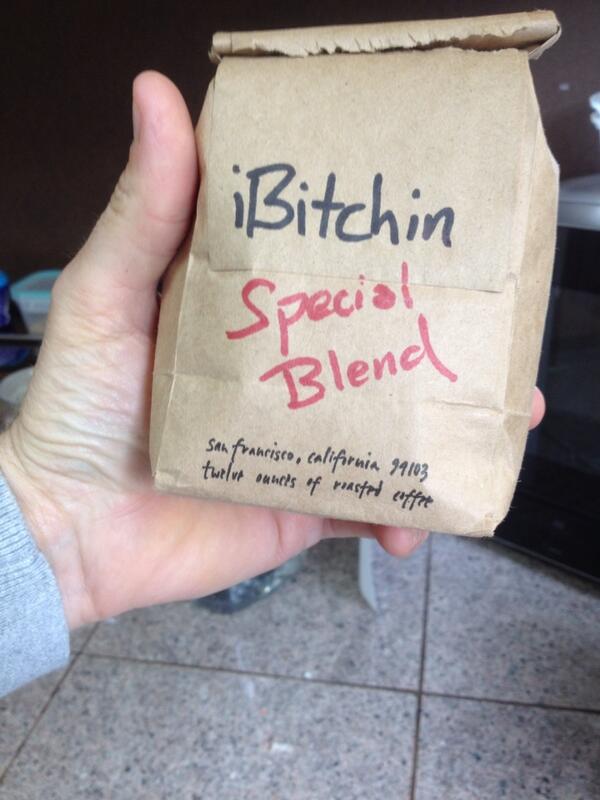 iBitchin
Special
Blend
san francisco, california 94103
twelve ounces of roasted coffee